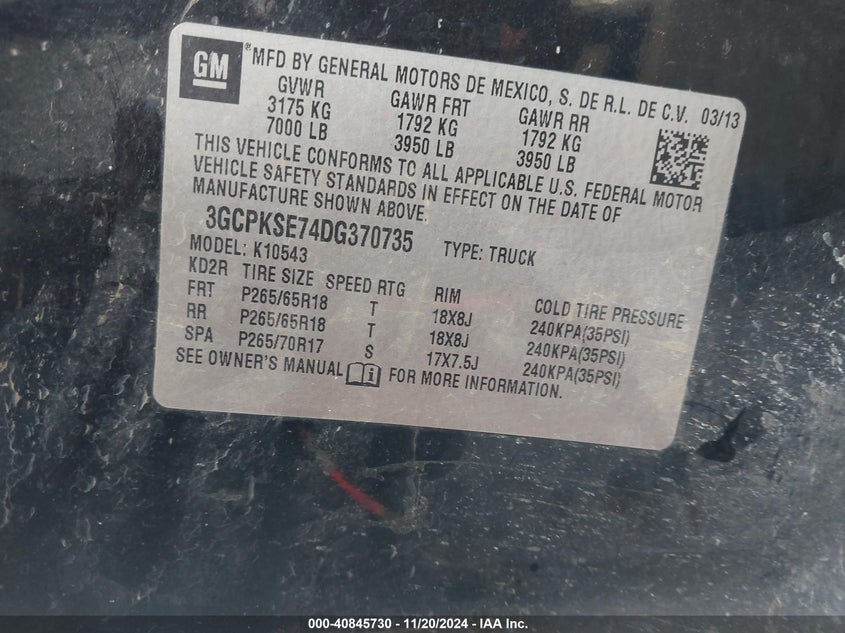 GM ® MFD BY GENERAL MOTORS DE MEXICO, S. DE R.L. DE C.V. 03/13
GVWR GAWR FRT GAWR RR
3175 KG 1792 KG 1792 KG
7000 LB 3950 LB 3950 LB
THIS VEHICLE CONFORMS TO ALL APPLICABLE U.S. FEDERAL MOTOR
VEHICLE SAFETY STANDARDS IN EFFECT ON THE DATE OF
MANUFACTURE SHOWN ABOVE.
3GCPKSE74DG370735 TYPE: TRUCK
MODEL: K10543
KD2R TIRE SIZE SPEED RTG RIM COLD TIRE PRESSURE
FRT P265/65R18 T 18X8J 240KPA(35PSI)
RR P265/65R18 T 18X8J 240KPA(35PSI)
SPA P265/70R17 S 17X7.5J 240KPA(35PSI)
SEE OWNER'S MANUAL i FOR MORE INFORMATION.
000-40845730 - 11/20/2024 - IAA Inc.